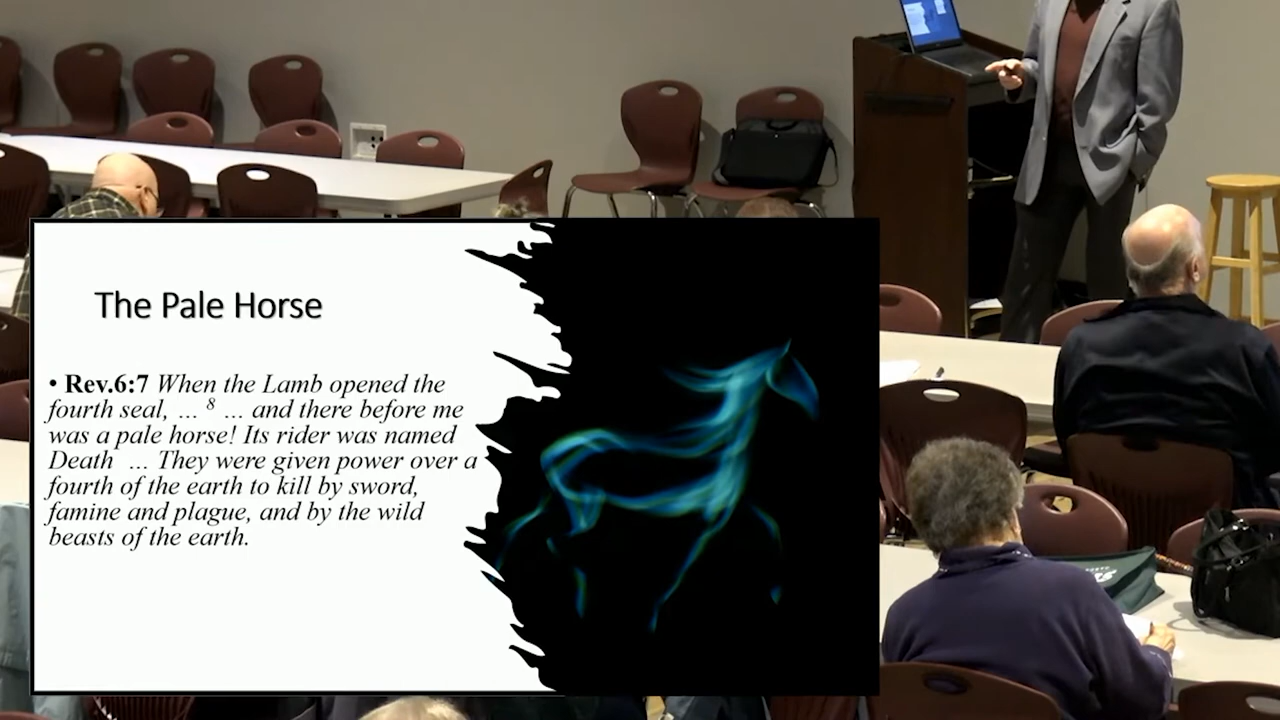 The Pale Horse
• Rev.6:7 When the Lamb opened the
fourth seal, … 8 … and there before me
was a pale horse! Its rider was named
Death … They were given power over a
fourth of the earth to kill by sword,
famine and plague, and by the wild
beasts of the earth.